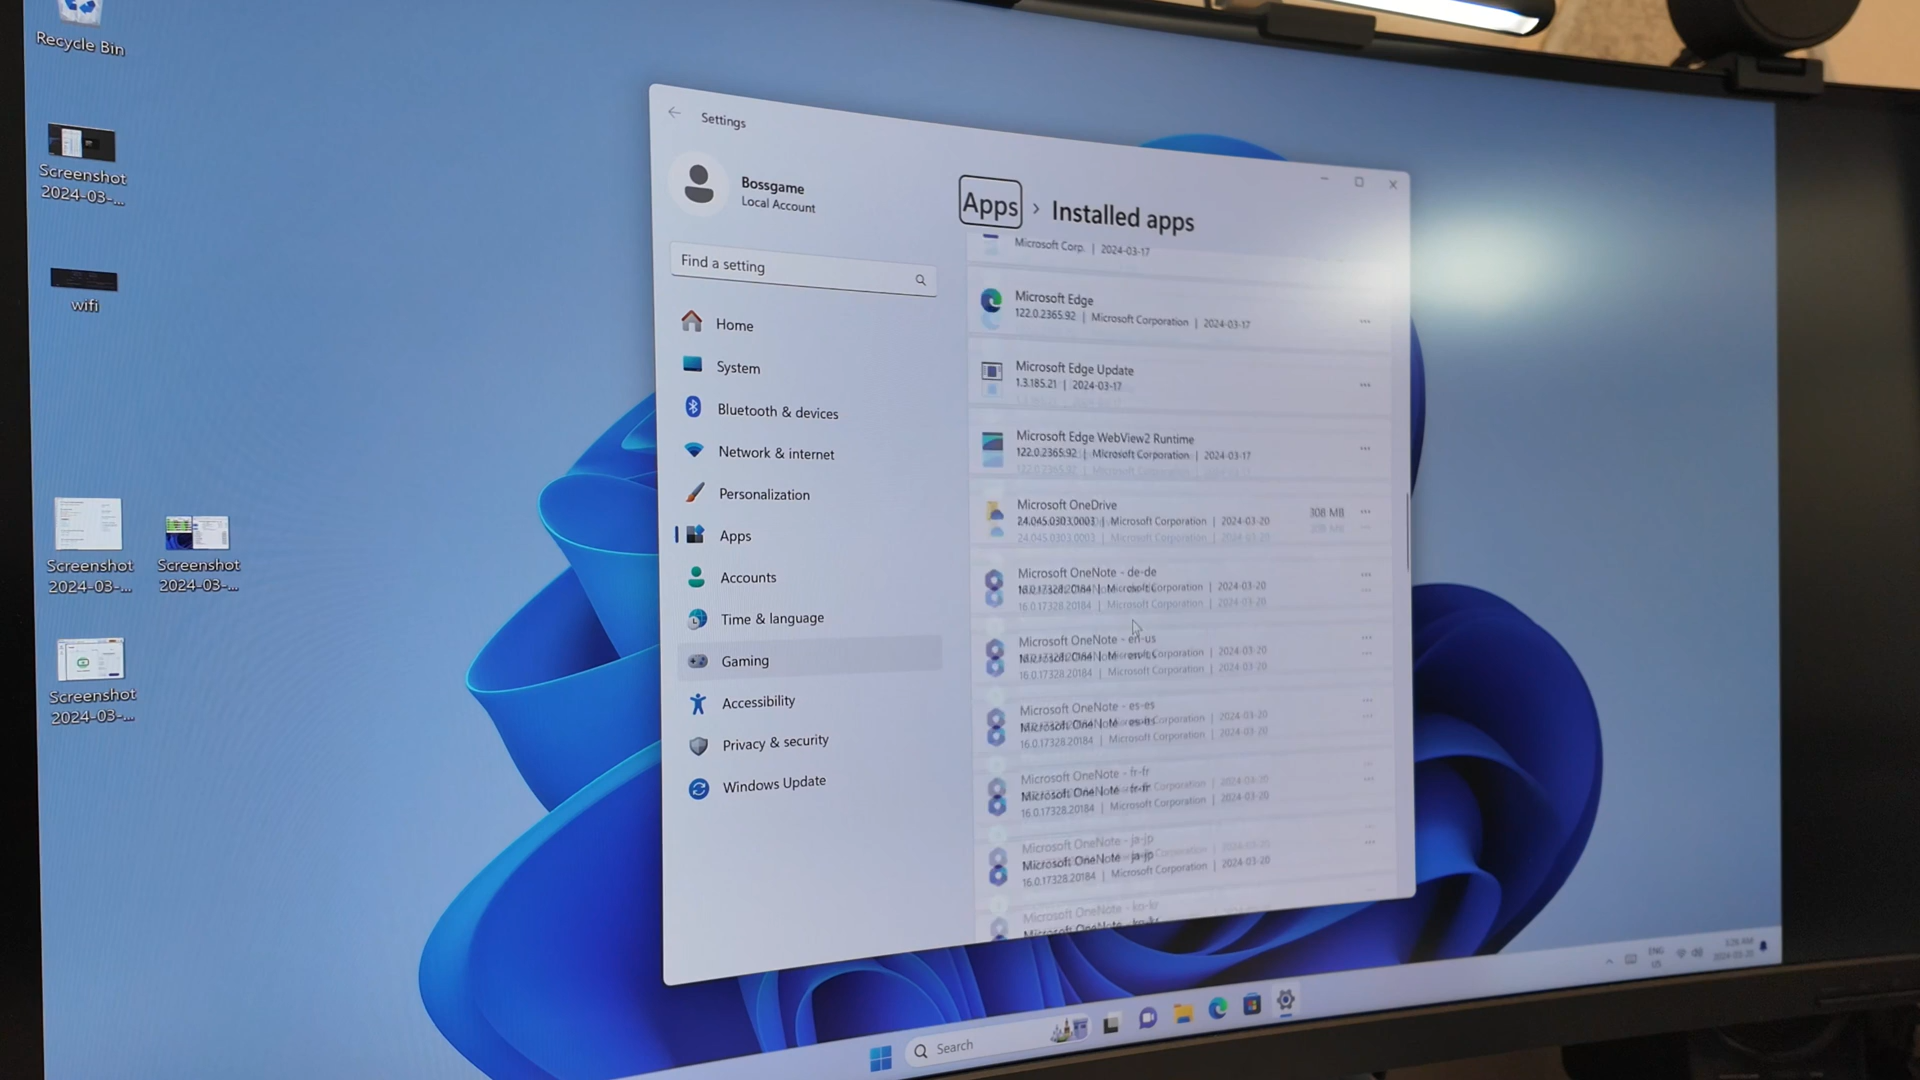 Recycle Bin
Screenshot
2024-03-...
wifi
Screenshot
2024-03-...
Screenshot
2024-03-...
Screenshot
2024-03-...
Settings
Bossgame
Local Account
Find a setting
Home
System
Bluetooth & devices
Network & internet
Personalization
Apps
Accounts
Time & language
Gaming
Accessibility
Privacy & security
Windows Update
Apps › Installed apps
Microsoft Corp. | 2024-03-17
Microsoft Edge
122.0.2365.92 | Microsoft Corporation | 2024-03-17
Microsoft Edge Update
1.3.185.21 | 2024-03-17
Microsoft Edge WebView2 Runtime
122.0.2365.92 | Microsoft Corporation | 2024-03-17
Microsoft OneDrive
24.045.0303.0003 | Microsoft Corporation | 2024-03-20
308 MB
Microsoft OneNote - de-de
16.0.17328.20184 | Microsoft Corporation | 2024-03-20
Microsoft OneNote - en-us
16.0.17328.20184 | Microsoft Corporation | 2024-03-20
Microsoft OneNote - es-es
16.0.17328.20184 | Microsoft Corporation | 2024-03-20
Microsoft OneNote - fr-fr
16.0.17328.20184 | Microsoft Corporation | 2024-03-20
Microsoft OneNote - ja-jp
16.0.17328.20184 | Microsoft Corporation | 2024-03-20
Microsoft OneNote - ko-kr
Search
ENG
US